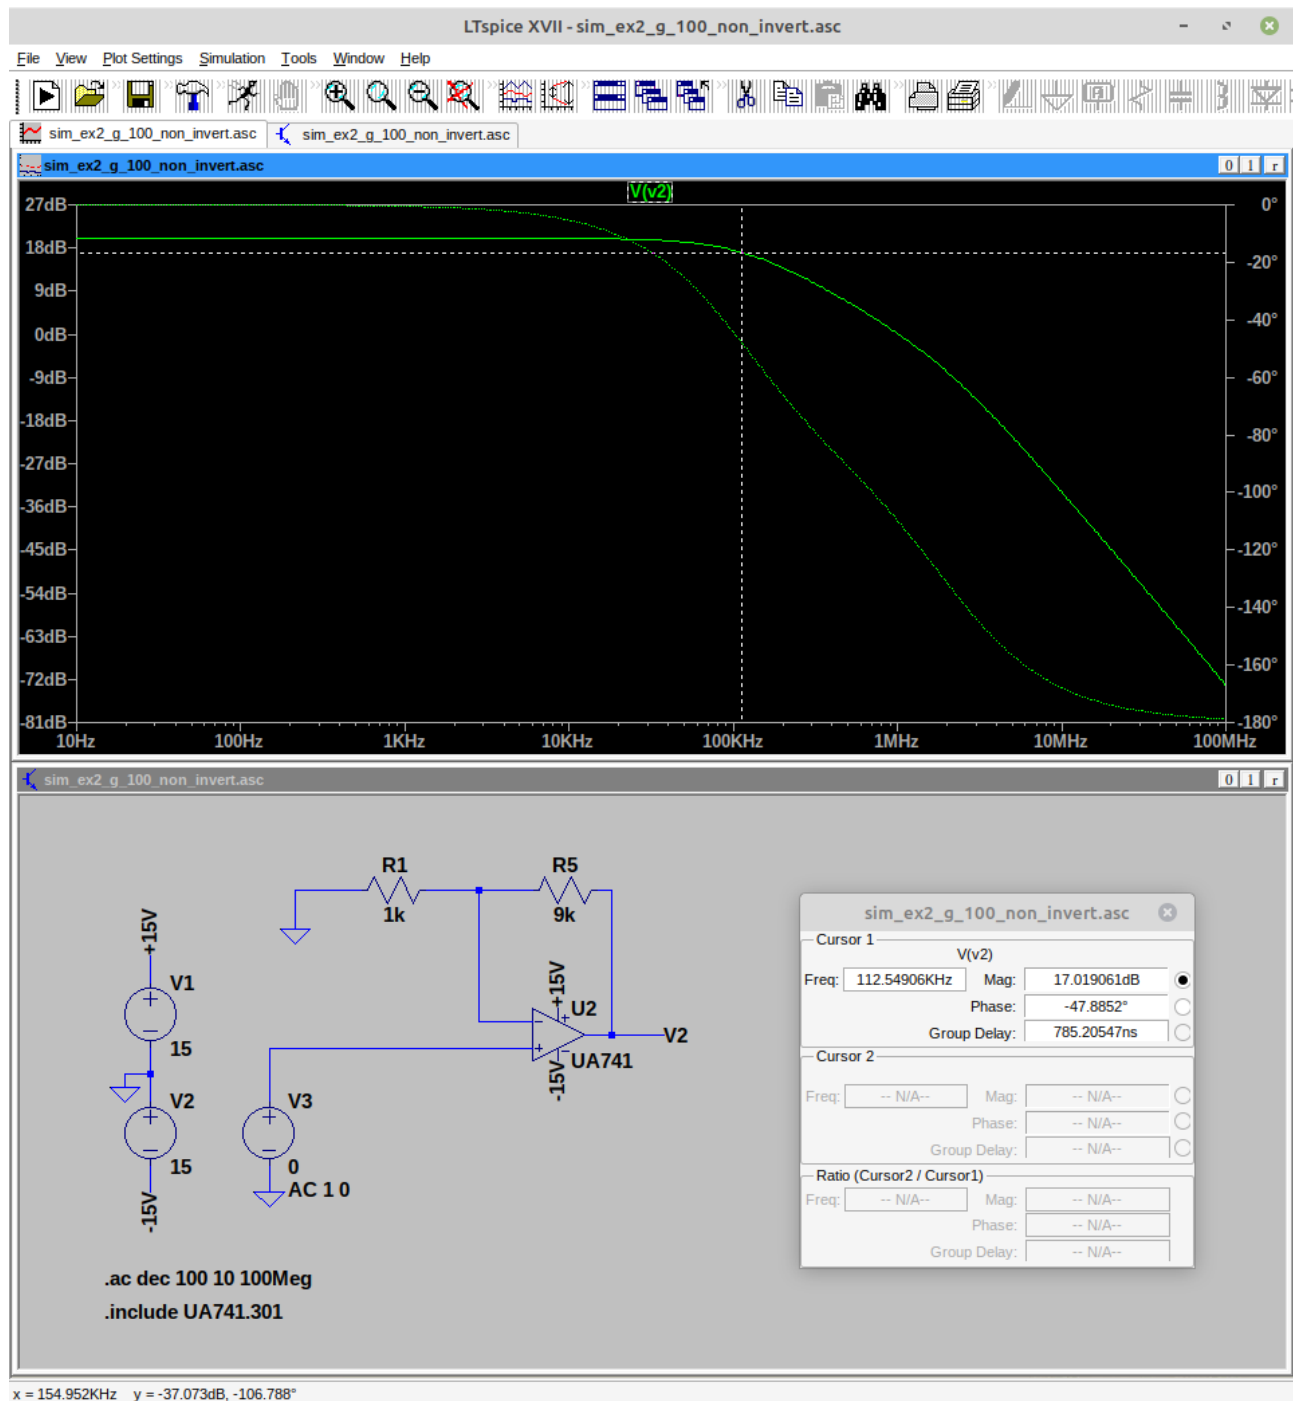 LTspice XVII - sim_ex2_g_100_non_invert.asc
File View Plot Settings Simulation Tools Window Help
sim_ex2_g_100_non_invert.asc sim_ex2_g_100_non_invert.asc
sim_ex2_g_100_non_invert.asc
V(v2)
27dB 0°
18dB -20°
9dB -40°
0dB
-9dB -60°
-18dB -80°
-27dB
-36dB -100°
-45dB -120°
-54dB -140°
-63dB
-72dB -160°
-81dB -180°
10Hz 100Hz 1KHz 10KHz 100KHz 1MHz 10MHz 100MHz
sim_ex2_g_100_non_invert.asc
R1 R5
1k 9k
+15V
V1
15
V2
15
-15V
V3
0
AC 1 0
+15V
U2
UA741
-15V
V2
.ac dec 100 10 100Meg
.include UA741.301
sim_ex2_g_100_non_invert.asc
Cursor 1
V(v2)
Freq: 112.54906KHz Mag: 17.019061dB
Phase: -47.8852°
Group Delay: 785.20547ns
Cursor 2
Freq: -- N/A-- Mag: -- N/A--
Phase: -- N/A--
Group Delay: -- N/A--
Ratio (Cursor2 / Cursor1)
Freq: -- N/A-- Mag: -- N/A--
Phase: -- N/A--
Group Delay: -- N/A--
x = 154.952KHz y = -37.073dB, -106.788°